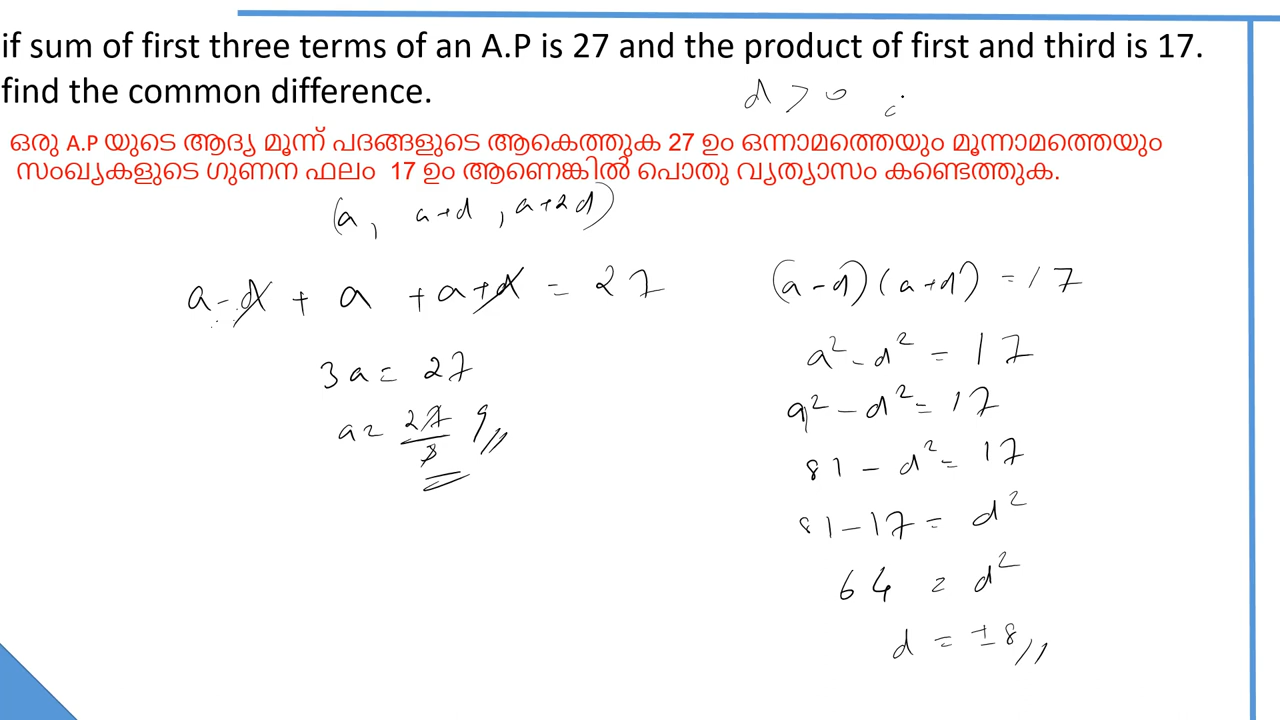 if sum of first three terms of an A.P is 27 and the product of first and third is 17.
find the common difference.
d > 0
ഒരു A.P യുടെ ആദ്യ മൂന്ന് പദങ്ങളുടെ ആകെത്തുക 27 ഉം ഒന്നാമത്തെയും മൂന്നാമത്തെയും
സംഖ്യകളുടെ ഗുണന ഫലം 17 ഉം ആണെങ്കിൽ പൊതു വ്യത്യാസം കണ്ടെത്തുക.
(a, a+d, a+2d)
a-d + a + a+d = 27
3a = 27
a = 27/3 9
(a-d)(a+d) = 17
a² - d² = 17
9² - d² = 17
81 - d² = 17
81 - 17 = d²
64 = d²
d = ±8